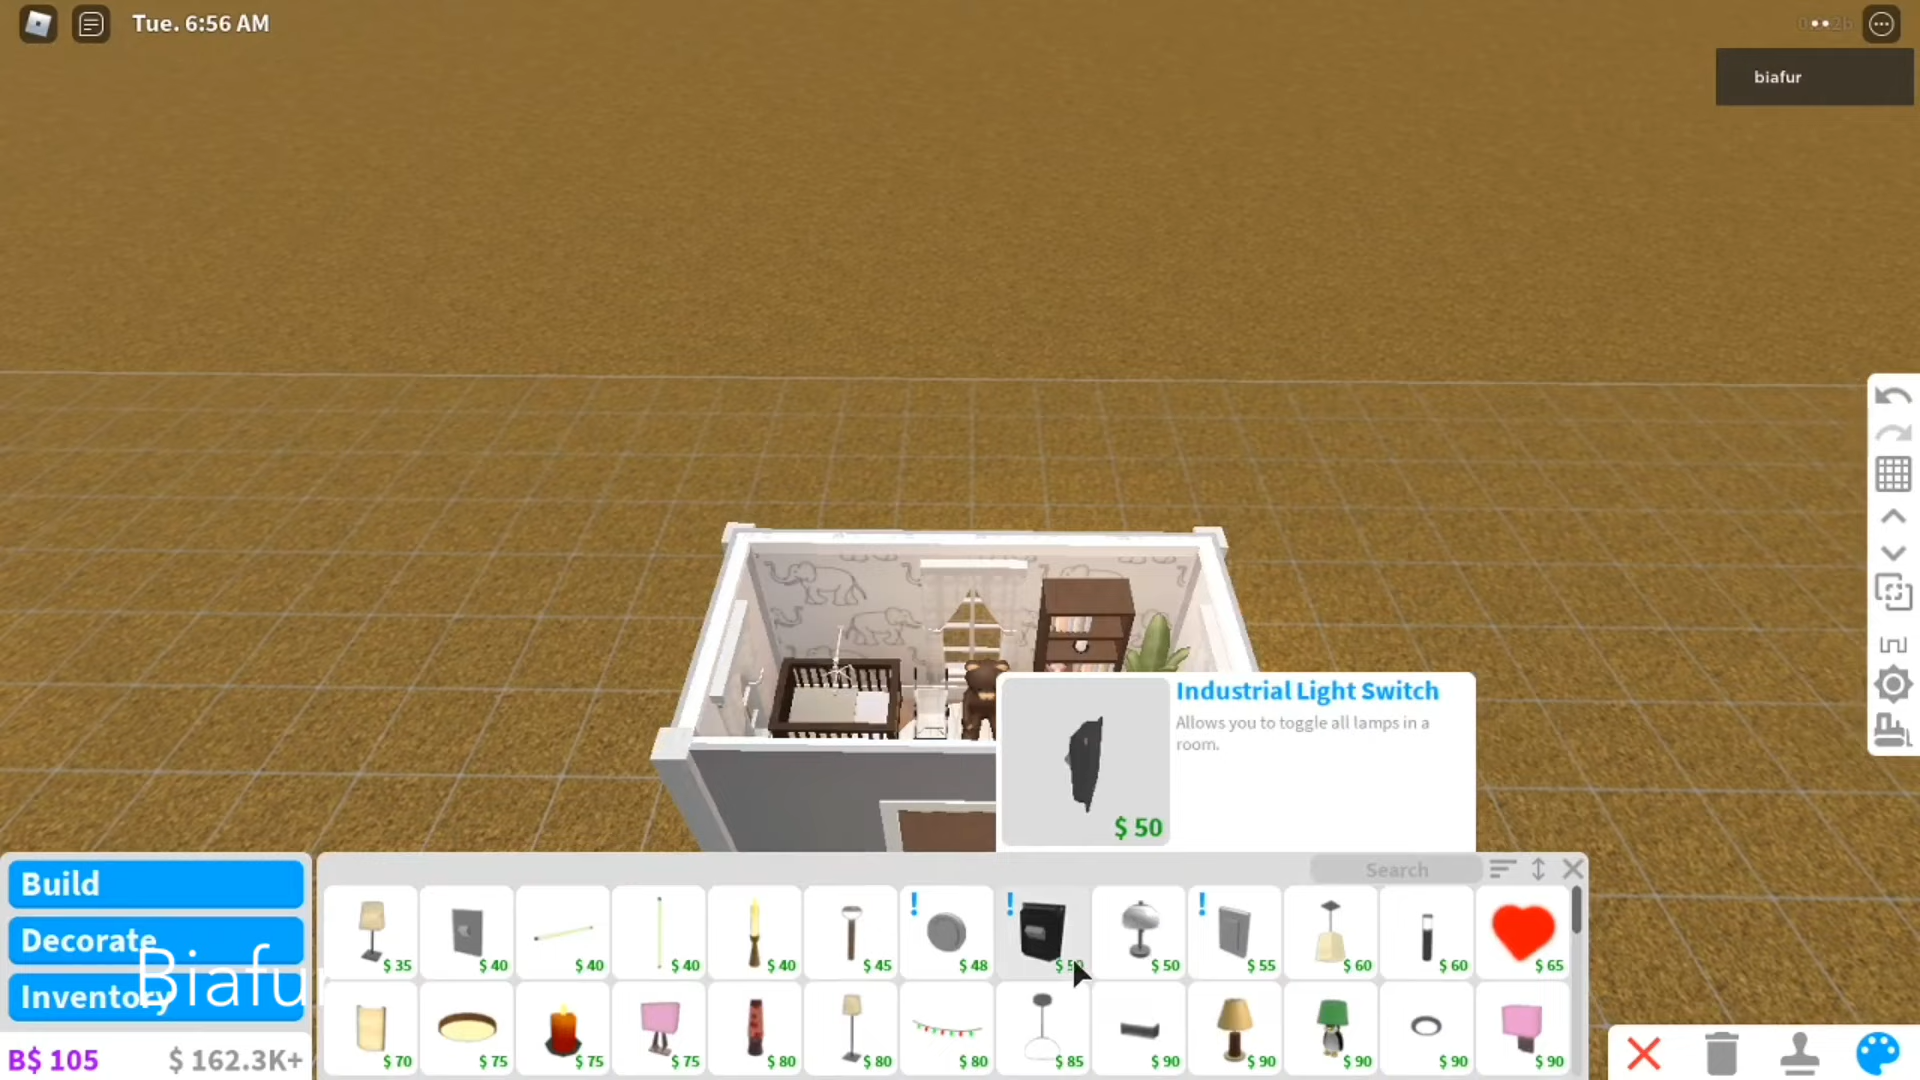 Tue. 6:56 AM
biafur
Industrial Light Switch
Allows you to toggle all lamps in a
room.
$ 50
Build
Decorate
Inventory
Biafur
Search
! !  !
$ 35 $ 40 $ 40 $ 40 $ 40 $ 45 $ 48 $ 50 $ 50 $ 55 $ 60 $ 60 $ 65
$ 70 $ 75 $ 75 $ 75 $ 80 $ 80 $ 80 $ 85 $ 90 $ 90 $ 90 $ 90 $ 90
B$ 105 $ 162.3K+